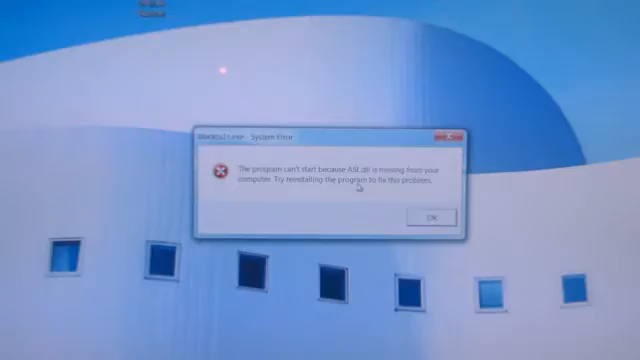 System Error
The program can't start because ASL.dll is missing from your
computer. Try reinstalling the program to fix this problem.
OK